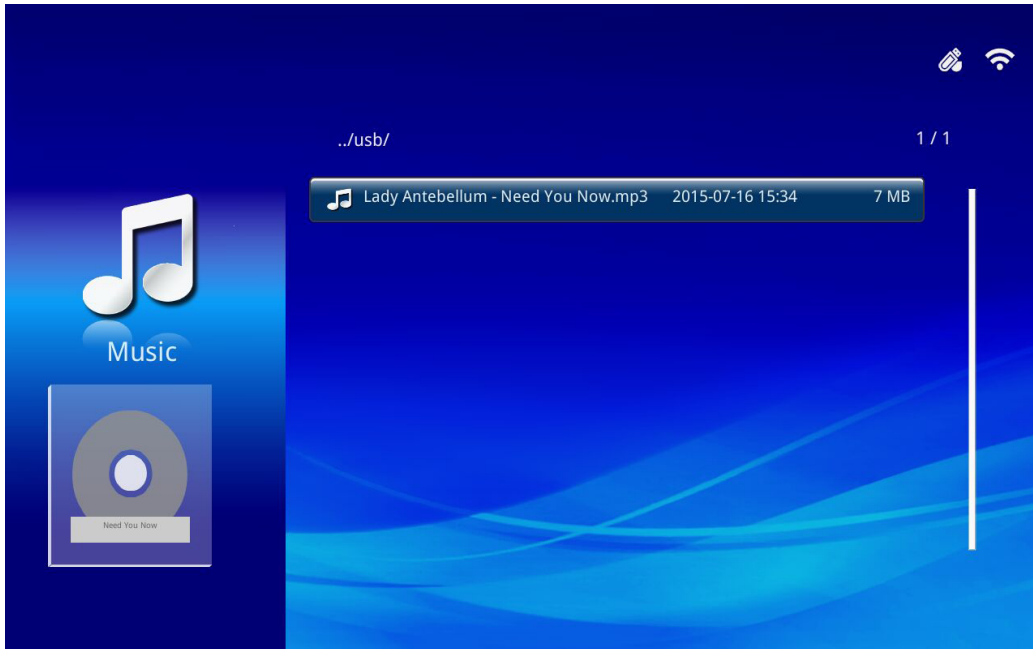 ../usb/ 1 / 1
Lady Antebellum - Need You Now.mp3 2015-07-16 15:34 7 MB
Music
Need You Now